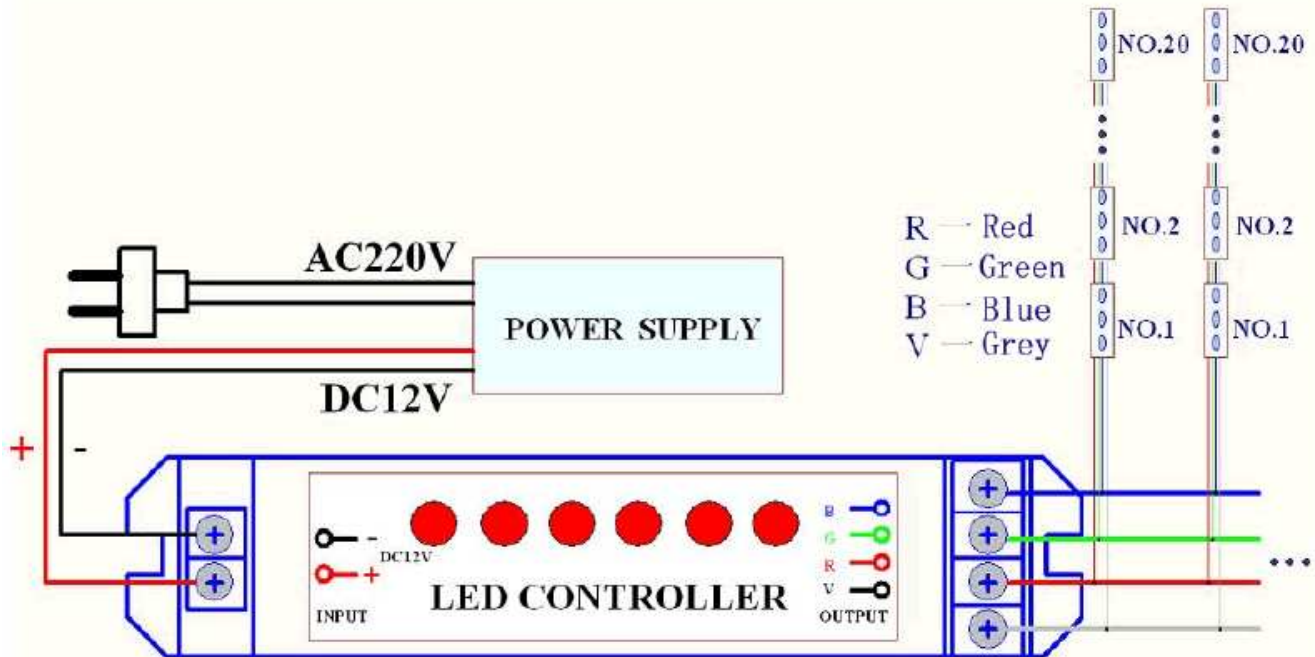 NO.20 NO.20
NO.2 NO.2
NO.1 NO.1
R — Red
G — Green
B — Blue
V — Grey
AC220V
POWER SUPPLY
DC12V
+ -
- DC12V
+
INPUT
LED CONTROLLER
B
G
R
V
OUTPUT